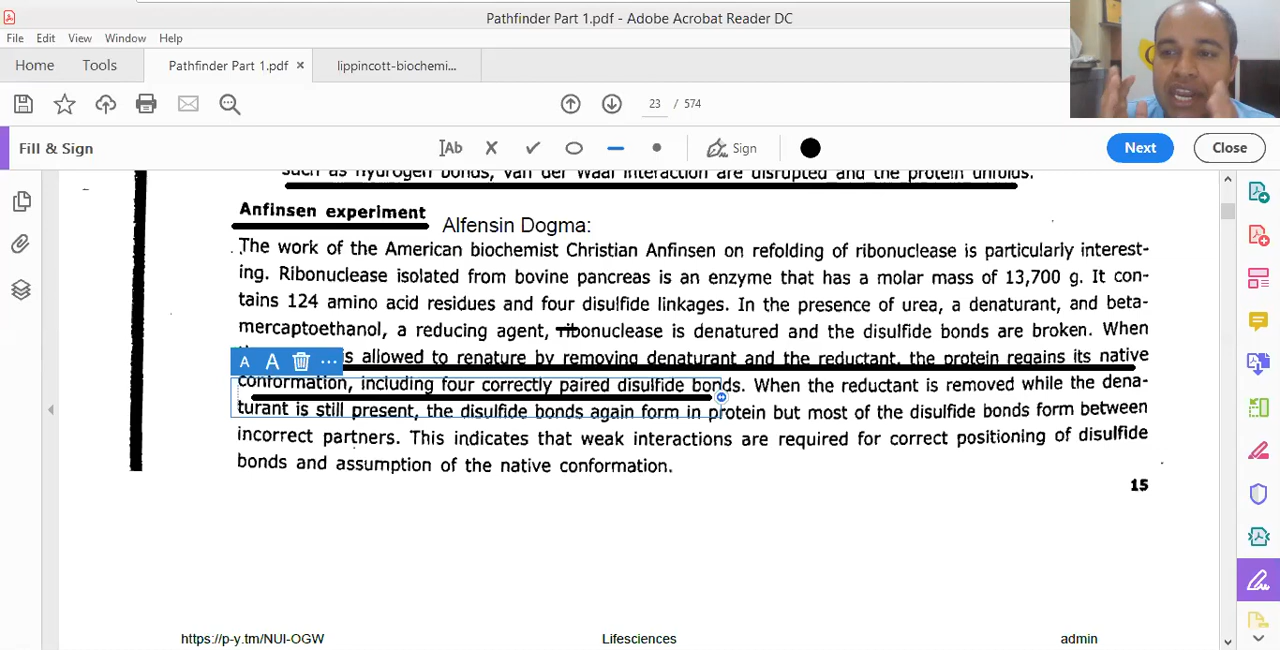 Pathfinder Part 1.pdf - Adobe Acrobat Reader DC
File Edit View Window Help
Home Tools Pathfinder Part 1.pdf × lippincott-biochemi...
23 / 574
Fill & Sign Ab Sign Next Close
such as hydrogen bonds, van der Waal interaction are disrupted and the protein unfolds.
Anfinsen experiment Alfensin Dogma:
The work of the American biochemist Christian Anfinsen on refolding of ribonuclease is particularly interest-
ing. Ribonuclease isolated from bovine pancreas is an enzyme that has a molar mass of 13,700 g. It con-
tains 124 amino acid residues and four disulfide linkages. In the presence of urea, a denaturant, and beta-
mercaptoethanol, a reducing agent, ribonuclease is denatured and the disulfide bonds are broken. When
A A ... is allowed to renature by removing denaturant and the reductant, the protein regains its native
conformation, including four correctly paired disulfide bonds. When the reductant is removed while the dena-
turant is still present, the disulfide bonds again form in protein but most of the disulfide bonds form between
incorrect partners. This indicates that weak interactions are required for correct positioning of disulfide
bonds and assumption of the native conformation.
15
https://p-y.tm/NUI-OGW Lifesciences admin